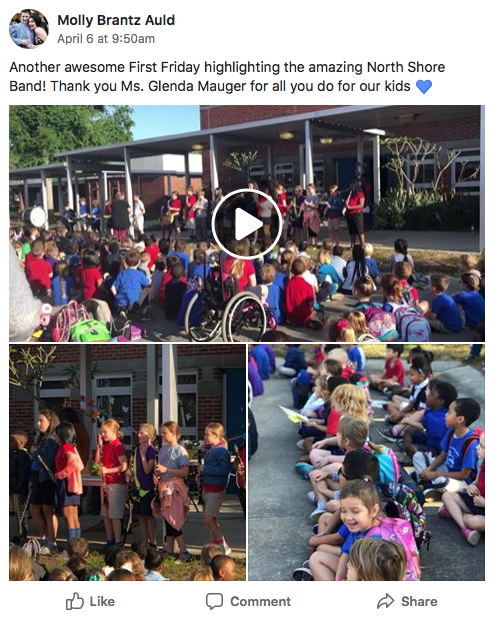 Molly Brantz Auld
April 6 at 9:50am
Another awesome First Friday highlighting the amazing North Shore
Band! Thank you Ms. Glenda Mauger for all you do for our kids 💙
Like
Comment
Share